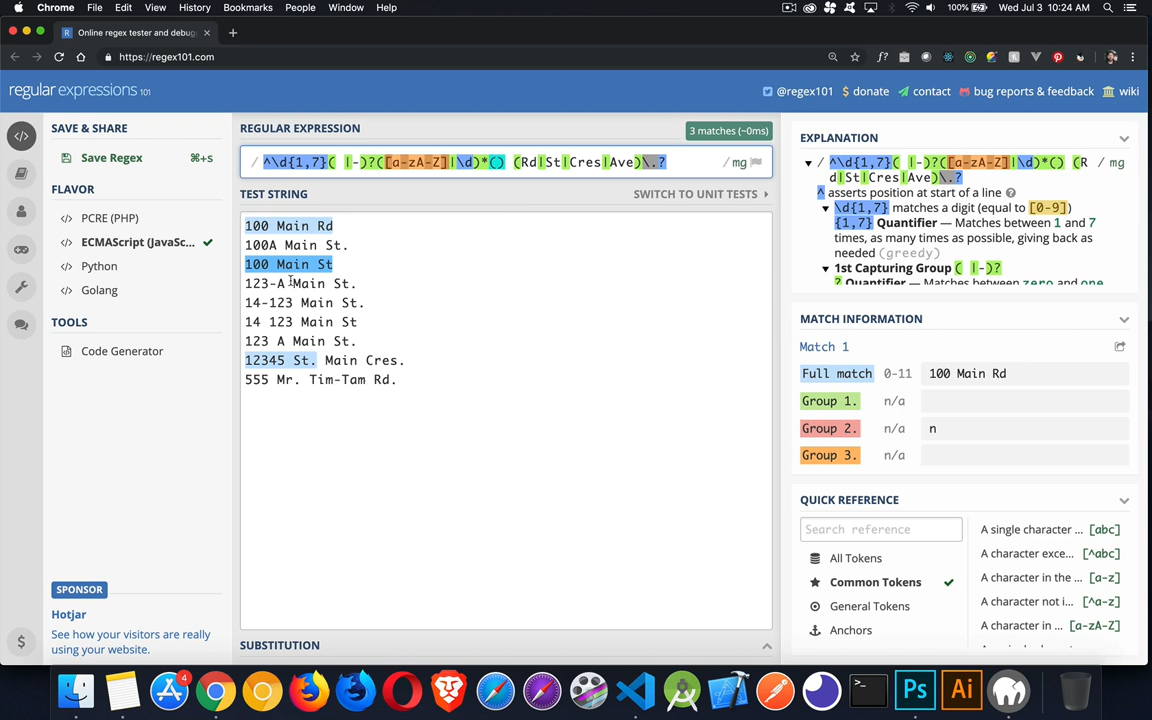 Chrome File Edit View History Bookmarks People Window Help
100% Wed Jul 3 10:24 AM
Online regex tester and debug
https://regex101.com
regular expressions 101
@regex101 donate contact bug reports & feedback wiki
SAVE & SHARE
Save Regex ⌘+s
FLAVOR
PCRE (PHP)
ECMAScript (JavaSc...
Python
Golang
TOOLS
Code Generator
SPONSOR
Hotjar
See how your visitors are really
using your website.
REGULAR EXPRESSION
3 matches (~0ms)
/ ^\d{1,7}( |-)?([a-zA-Z]|\d)*() (Rd|St|Cres|Ave)\.? / mg
TEST STRING
SWITCH TO UNIT TESTS
100 Main Rd
100A Main St.
100 Main St
123-A Main St.
14-123 Main St.
14 123 Main St
123 A Main St.
12345 St. Main Cres.
555 Mr. Tim-Tam Rd.
SUBSTITUTION
EXPLANATION
/ ^\d{1,7}( |-)?([a-zA-Z]|\d)*() (R / mg
d|St|Cres|Ave)\.?
^ asserts position at start of a line
\d{1,7} matches a digit (equal to [0-9])
{1,7} Quantifier — Matches between 1 and 7
times, as many times as possible, giving back as
needed (greedy)
1st Capturing Group ( |-)?
? Quantifier — Matches between zero and one
MATCH INFORMATION
Match 1
Full match 0-11 100 Main Rd
Group 1. n/a
Group 2. n/a n
Group 3. n/a
QUICK REFERENCE
Search reference
All Tokens
Common Tokens
General Tokens
Anchors
A single character ... [abc]
A character exce... [^abc]
A character in the ... [a-z]
A character not i... [^a-z]
A character in ... [a-zA-Z]
4
Ps
Ai